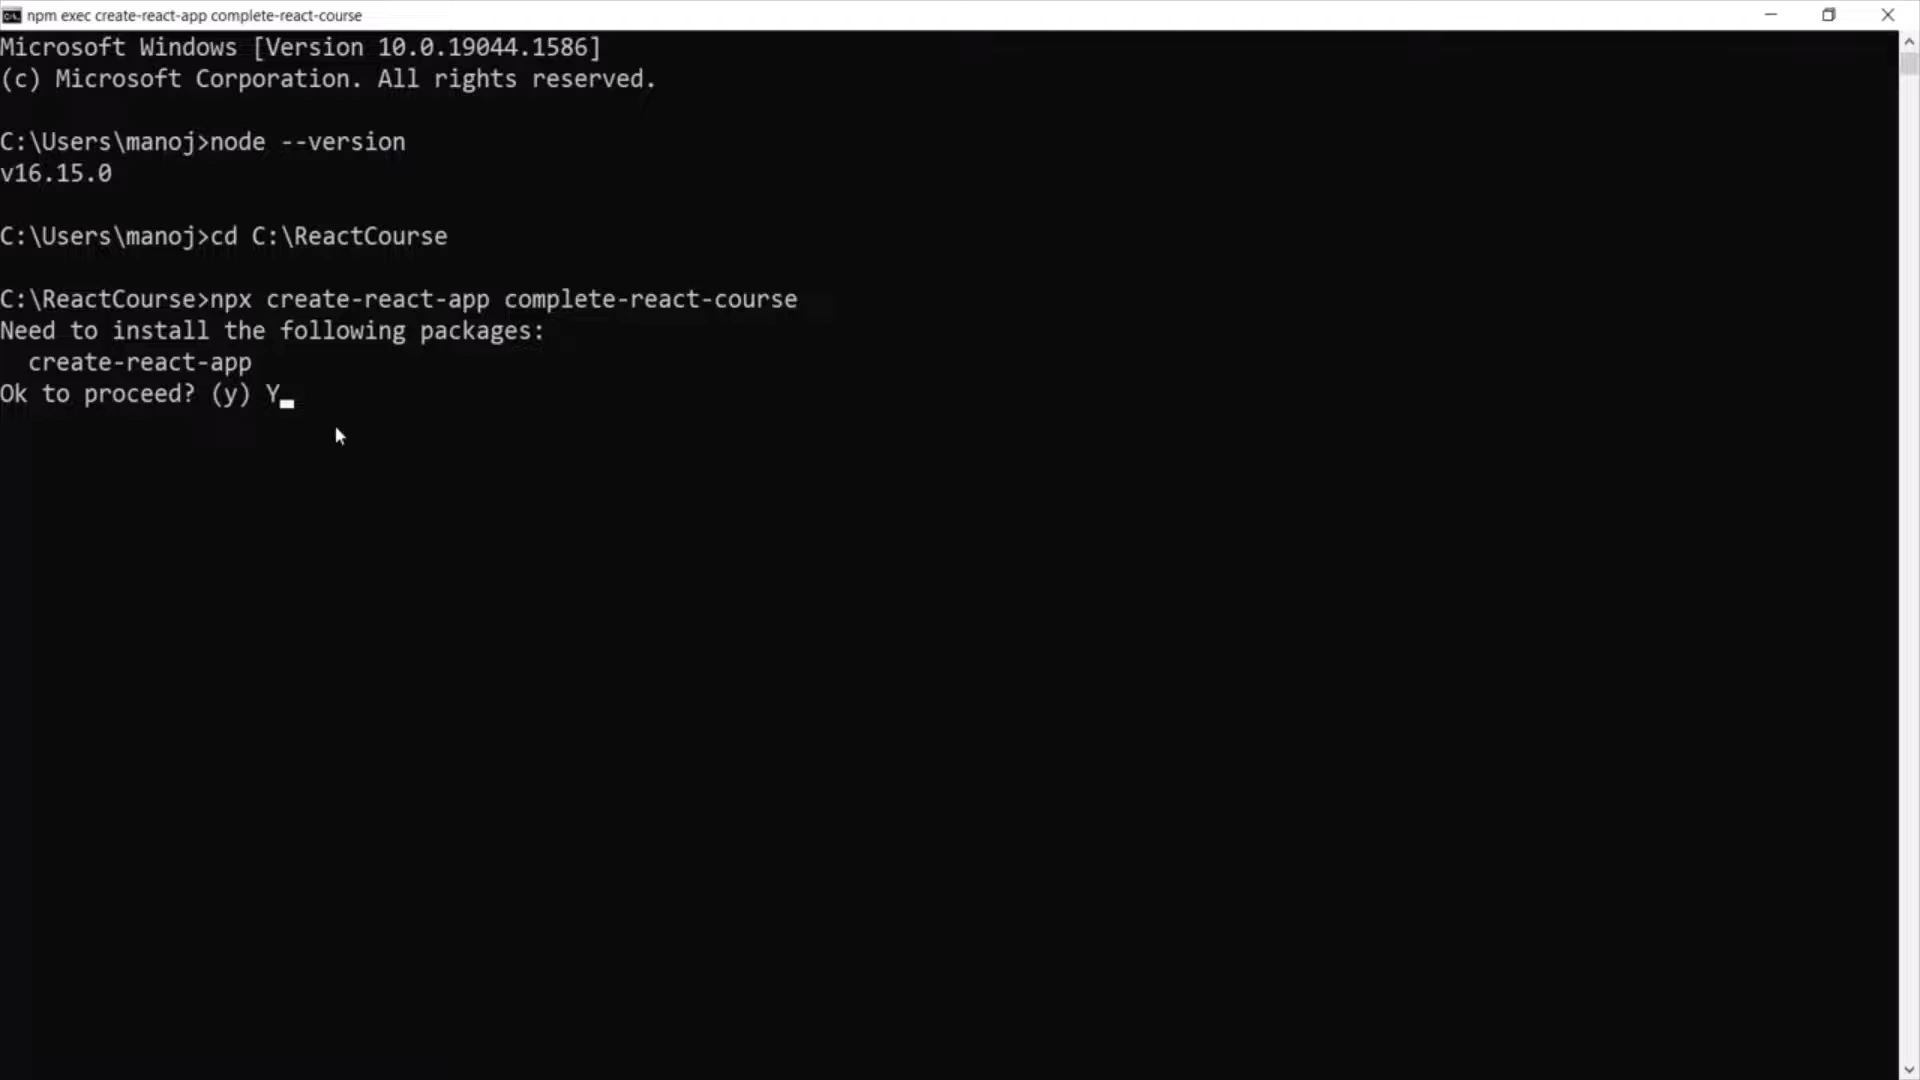 npm exec create-react-app complete-react-course
Microsoft Windows [Version 10.0.19044.1586]
(c) Microsoft Corporation. All rights reserved.
C:\Users\manoj>node --version
v16.15.0
C:\Users\manoj>cd C:\ReactCourse
C:\ReactCourse>npx create-react-app complete-react-course
Need to install the following packages:
  create-react-app
Ok to proceed? (y) Y